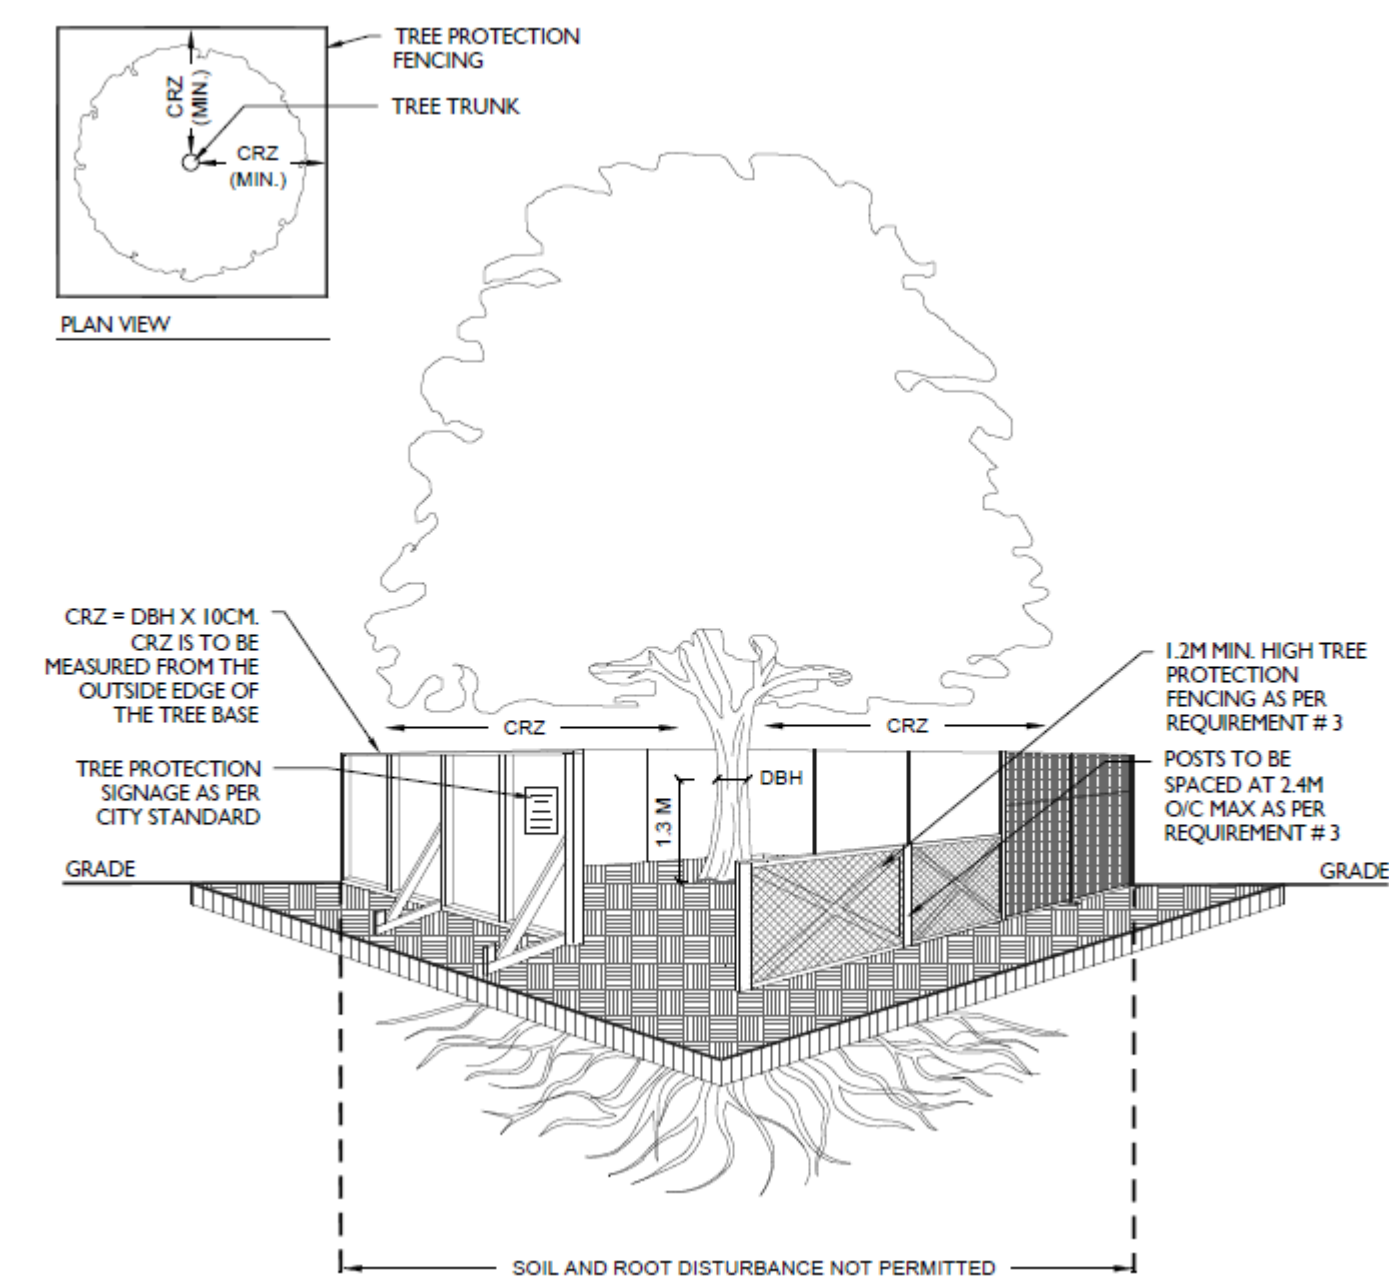 TREE PROTECTION
FENCING
TREE TRUNK
CRZ
(MIN.)
CRZ
(MIN.)
PLAN VIEW
CRZ = DBH X 10CM.
CRZ IS TO BE
MEASURED FROM THE
OUTSIDE EDGE OF
THE TREE BASE
TREE PROTECTION
SIGNAGE AS PER
CITY STANDARD
GRADE
CRZ
CRZ
DBH
1.3 M
1.2M MIN. HIGH TREE
PROTECTION
FENCING AS PER
REQUIREMENT # 3
POSTS TO BE
SPACED AT 2.4M
O/C MAX AS PER
REQUIREMENT # 3
GRADE
SOIL AND ROOT DISTURBANCE NOT PERMITTED